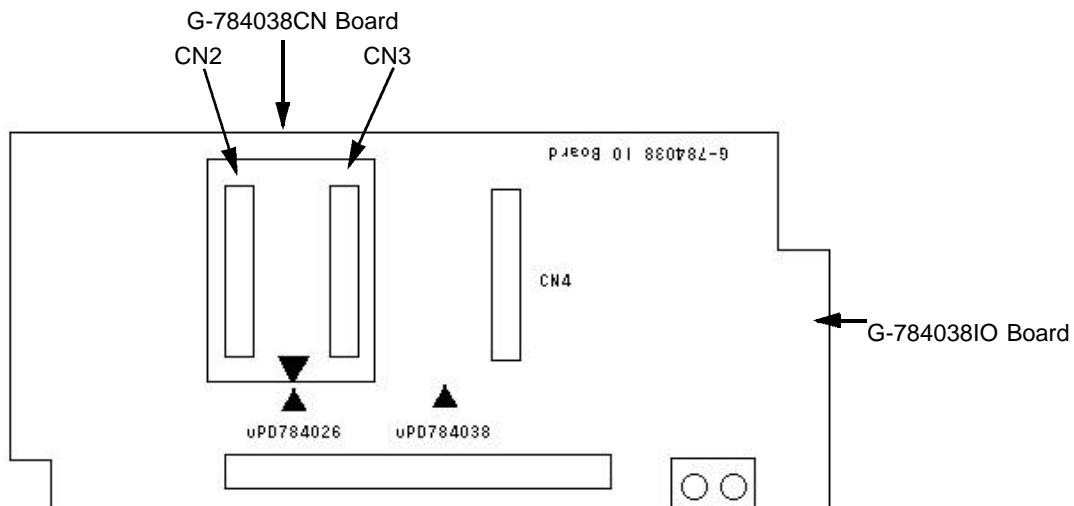 G-784038CN Board
CN2 CN3
G-784038 IO Board
CN4
G-784038IO Board
uPD784026 uPD784038